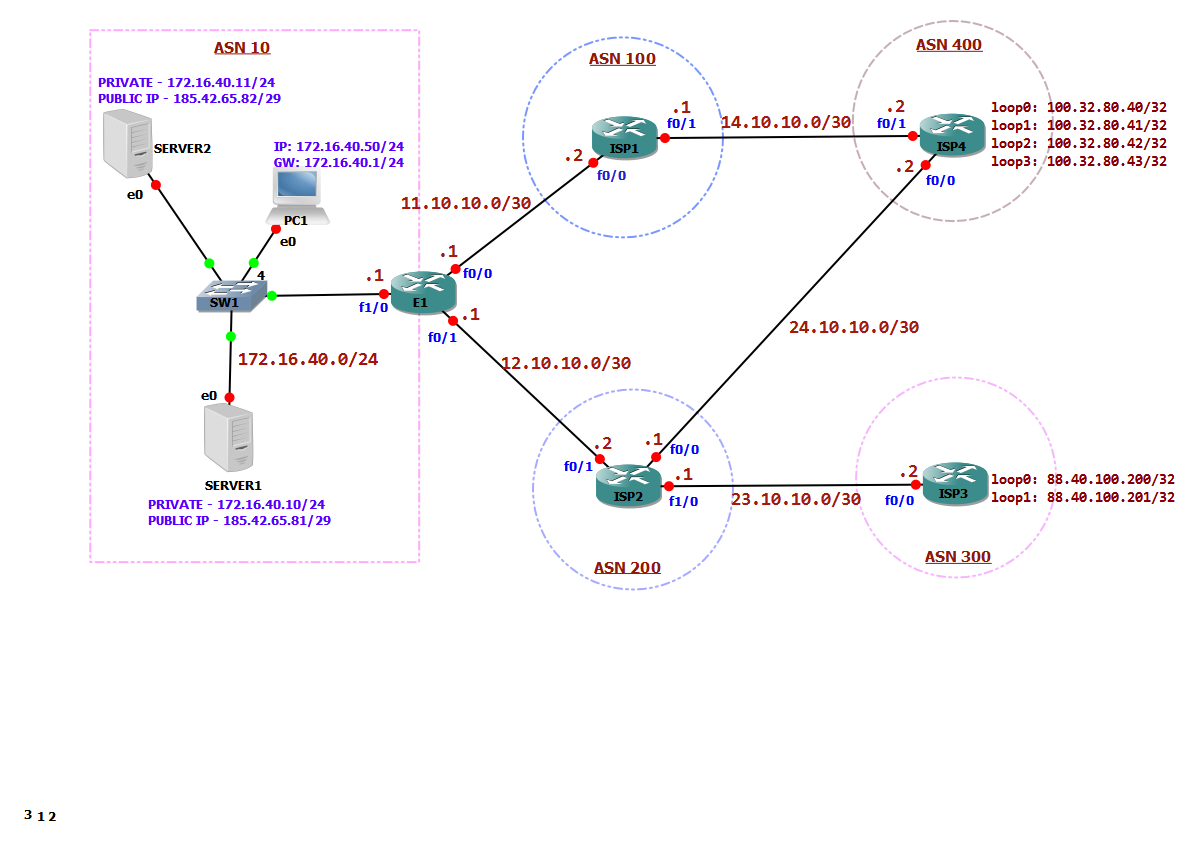 ASN 10
PRIVATE - 172.16.40.11/24
PUBLIC IP - 185.42.65.82/29
SERVER2
e0
IP: 172.16.40.50/24
GW: 172.16.40.1/24
PC1
e0
4
SW1
172.16.40.0/24
e0
SERVER1
PRIVATE - 172.16.40.10/24
PUBLIC IP - 185.42.65.81/29
.1
f1/0
E1
.1
f0/0
.1
f0/1
11.10.10.0/30
12.10.10.0/30
ASN 100
ISP1
.2
f0/0
.1
f0/1
14.10.10.0/30
ASN 400
.2
f0/1
ISP4
.2
f0/0
loop0: 100.32.80.40/32
loop1: 100.32.80.41/32
loop2: 100.32.80.42/32
loop3: 100.32.80.43/32
24.10.10.0/30
.2
f0/1
ISP2
.1
f0/0
.1
f1/0
ASN 200
23.10.10.0/30
.2
f0/0
ISP3
loop0: 88.40.100.200/32
loop1: 88.40.100.201/32
ASN 300
3 1 2